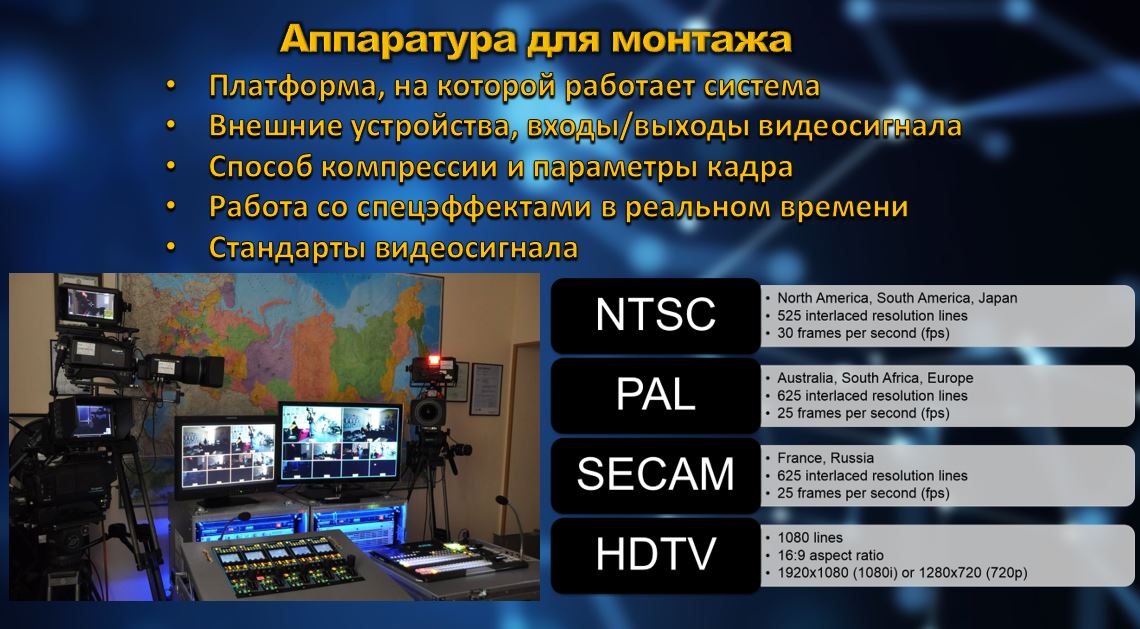 Аппаратура для монтажа
• Платформа, на которой работает система
• Внешние устройства, входы/выходы видеосигнала
• Способ компрессии и параметры кадра
• Работа со спецэффектами в реальном времени
• Стандарты видеосигнала
NTSC
• North America, South America, Japan
• 525 interlaced resolution lines
• 30 frames per second (fps)
PAL
• Australia, South Africa, Europe
• 625 interlaced resolution lines
• 25 frames per second (fps)
SECAM
• France, Russia
• 625 interlaced resolution lines
• 25 frames per second (fps)
HDTV
• 1080 lines
• 16:9 aspect ratio
• 1920x1080 (1080i) or 1280x720 (720p)